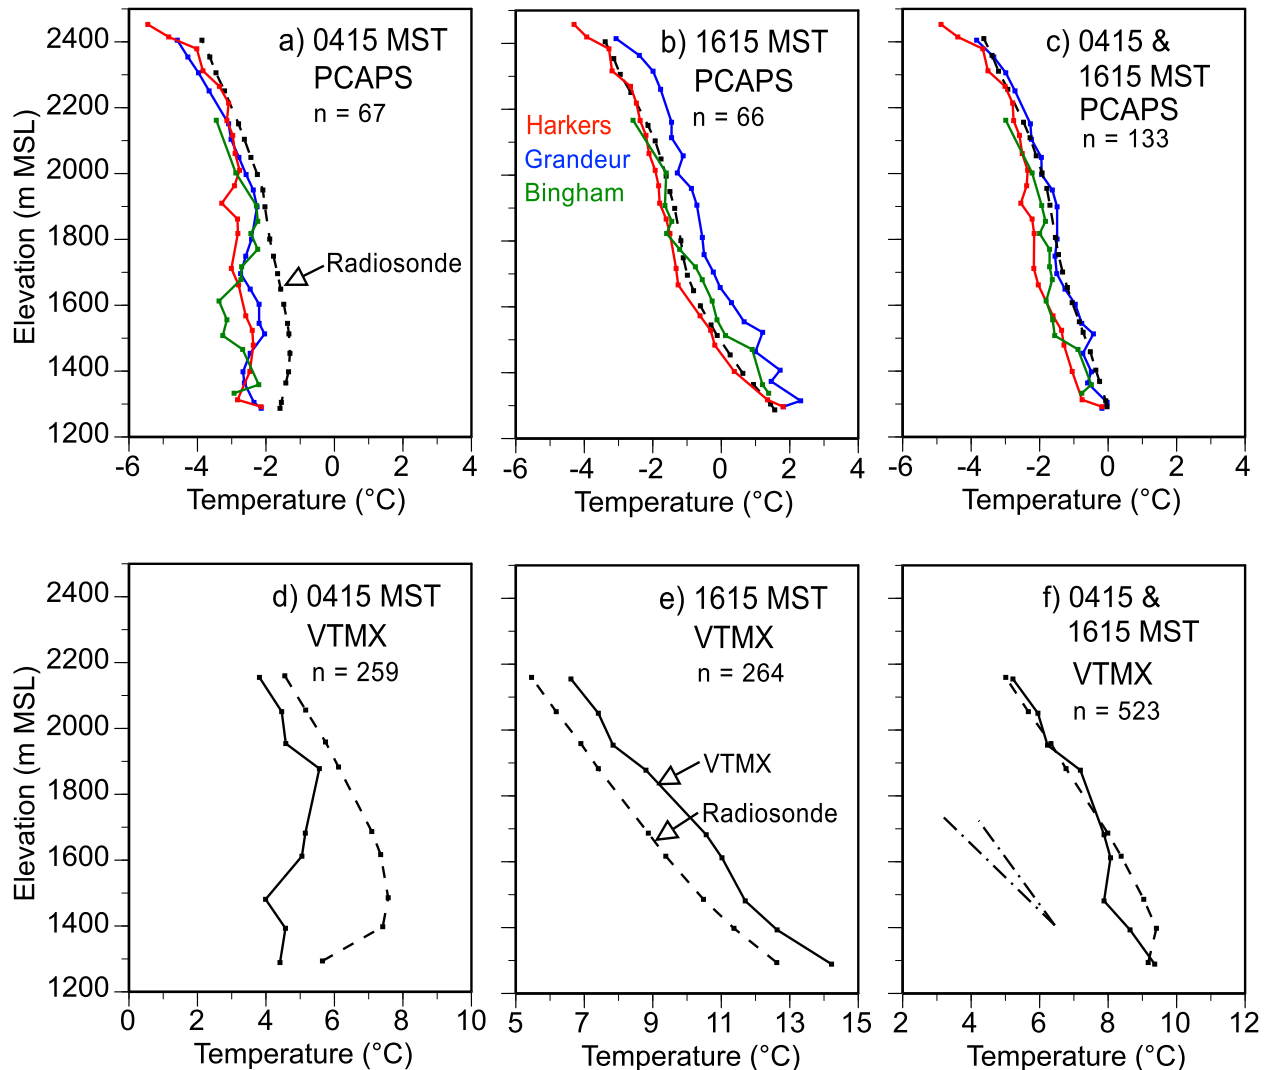 a) 0415 MST
PCAPS
n = 67
Radiosonde
Elevation (m MSL)
2400
2200
2000
1800
1600
1400
1200
-6
-4
-2
0
2
4
Temperature (°C)
b) 1615 MST
PCAPS
n = 66
Harkers
Grandeur
Bingham
-6
-4
-2
0
2
4
Temperature (°C)
c) 0415 &
1615 MST
PCAPS
n = 133
-6
-4
-2
0
2
4
Temperature (°C)
d) 0415 MST
VTMX
n = 259
Elevation (m MSL)
2400
2200
2000
1800
1600
1400
1200
0
2
4
6
8
10
Temperature (°C)
e) 1615 MST
VTMX
n = 264
VTMX
Radiosonde
5
7
9
11
13
15
Temperature (°C)
f) 0415 &
1615 MST
VTMX
n = 523
2
4
6
8
10
12
Temperature (°C)